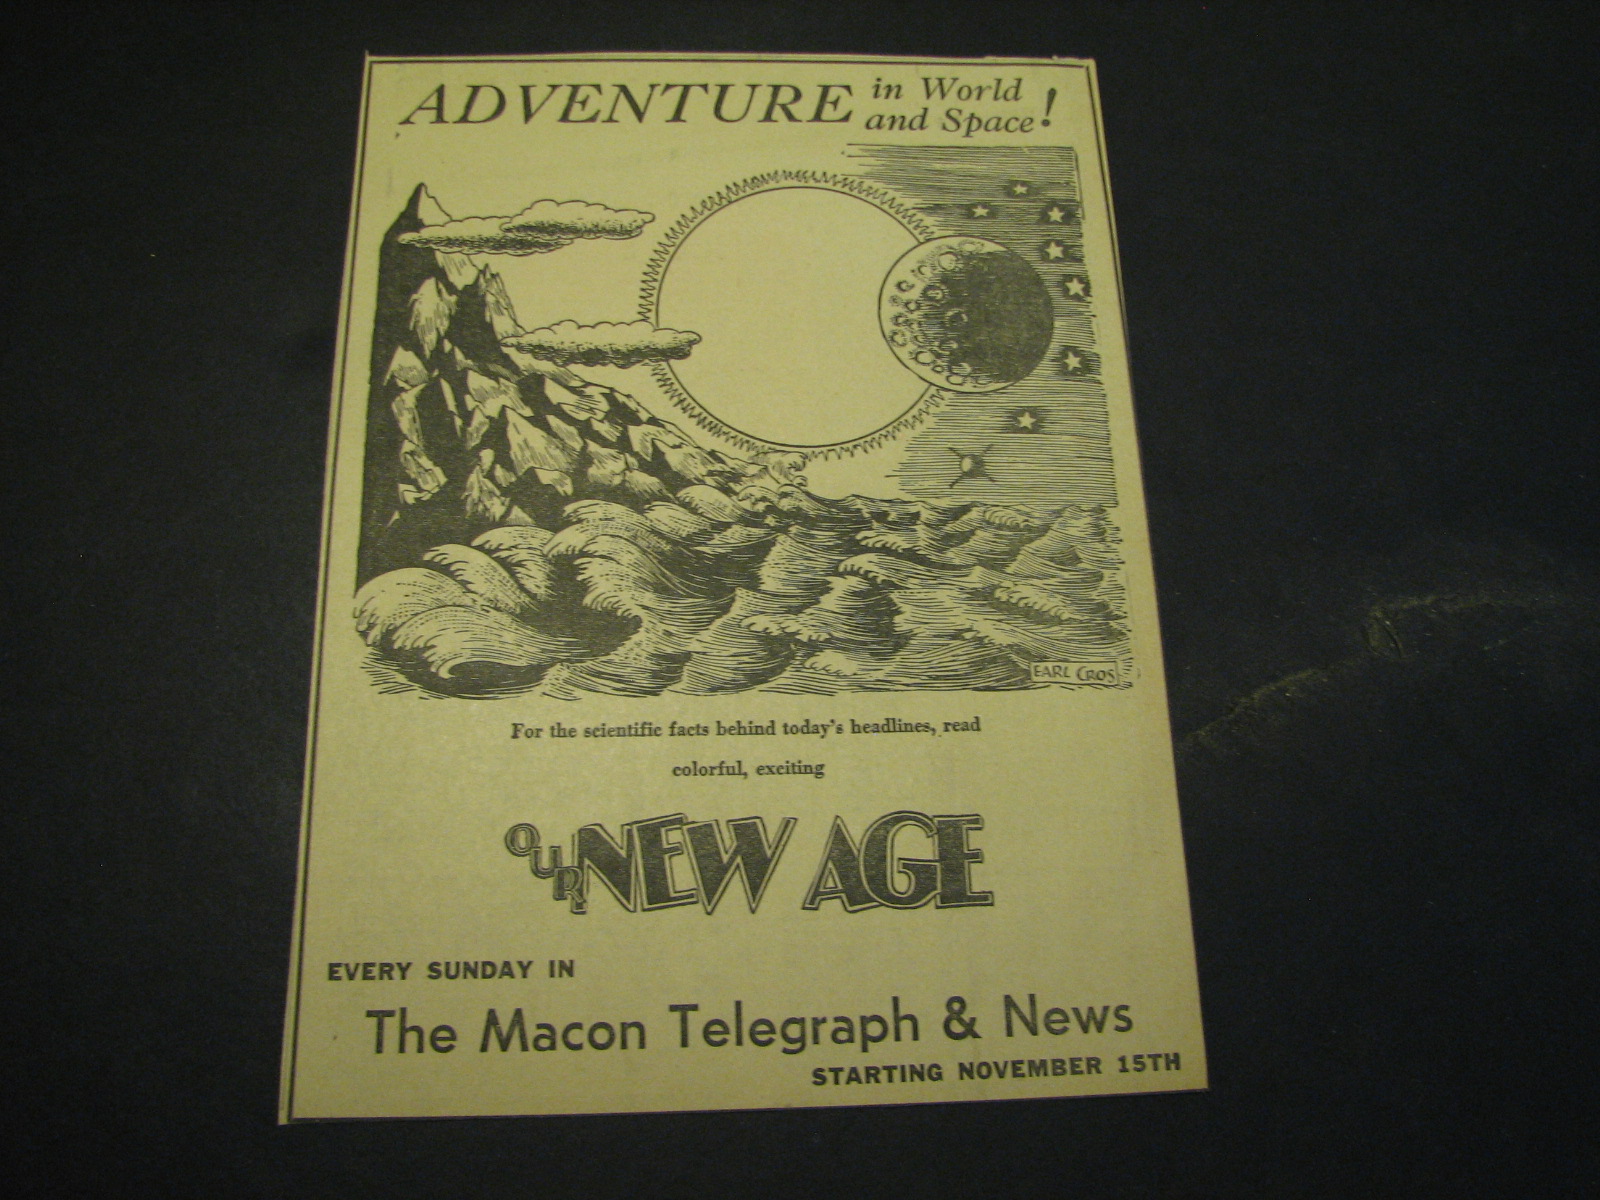 ADVENTURE in World
and Space!
EARL CROS
For the scientific facts behind today's headlines, read
colorful, exciting
OUR NEW AGE
EVERY SUNDAY IN
The Macon Telegraph & News
STARTING NOVEMBER 15TH